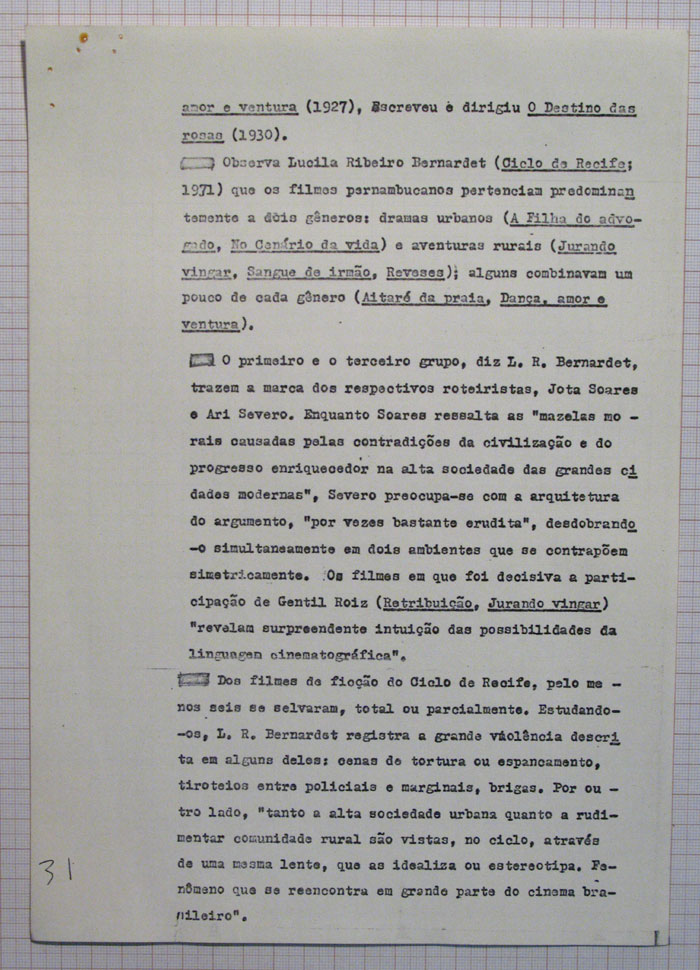 amor e ventura (1927), Escreveu e dirigiu O Destino das
rosas (1930).
Observa Lucila Ribeiro Bernardet (Ciclo de Recife;
1971) que os filmes pernambucanos pertenciam predominan
temente a dois gêneros: dramas urbanos (A Filha do advo-
gado, No Cenário da vida) e aventuras rurais (Jurando
vingar, Sangue de irmão, Reveses); alguns combinavam um
pouco de cada gênero (Aitaré da praia, Dança, amor e
ventura).
O primeiro e o terceiro grupo, diz L. R. Bernardet,
trazem a marca dos respectivos roteiristas, Jota Soares
e Ari Severo. Enquanto Soares ressalta as "mazelas mo -
rais causadas pelas contradições da civilização e do
progresso enriquecedor na alta sociedade das grandes ci
dades modernas", Severo preocupa-se com a arquitetura
do argumento, "por vezes bastante erudita", desdobrando
-o simultaneamente em dois ambientes que se contrapõem
simetricamente. Os filmes em que foi decisiva a parti-
cipação de Gentil Roiz (Retribuição, Jurando vingar)
"revelam surpreendente intuição das possibilidades da
linguagem cinematográfica".
Dos filmes de ficção do Ciclo de Recife, pelo me -
nos seis se selvaram, total ou parcialmente. Estudando-
-os, L. R. Bernardet registra a grande violência descri
ta em alguns deles: cenas de tortura ou espancamento,
tiroteios entre policiais e marginais, brigas. Por ou -
tro lado, "tanto a alta sociedade urbana quanto a rudi-
mentar comunidade rural são vistas, no ciclo, através
de uma mesma lente, que as idealiza ou estereotipa. Fe-
nômeno que se reencontra em grande parte do cinema bra-
sileiro".
31